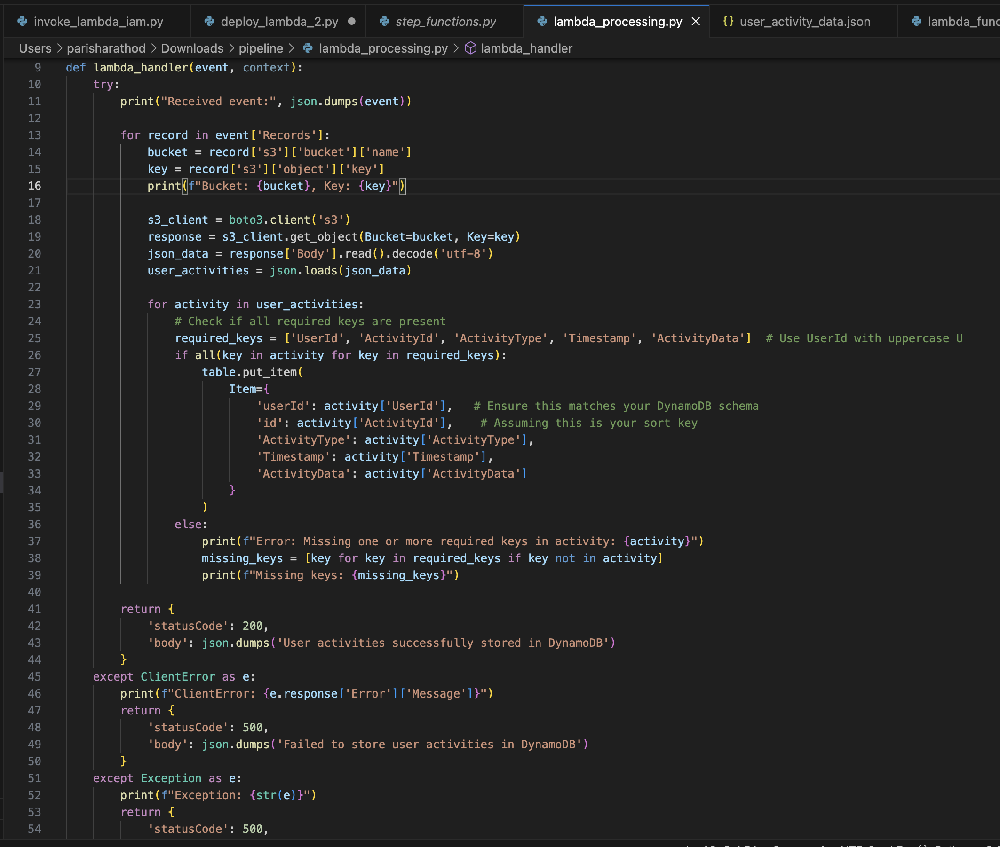 invoke_lambda_iam.py deploy_lambda_2.py step_functions.py lambda_processing.py {} user_activity_data.json
Users > parisharathod > Downloads > pipeline > lambda_processing.py > lambda_handler
9 def lambda_handler(event, context):
10 try:
11 print("Received event:", json.dumps(event))
12
13 for record in event['Records']:
14 bucket = record['s3']['bucket']['name']
15 key = record['s3']['object']['key']
16 print(f"Bucket: {bucket}, Key: {key}")
17
18 s3_client = boto3.client('s3')
19 response = s3_client.get_object(Bucket=bucket, Key=key)
20 json_data = response['Body'].read().decode('utf-8')
21 user_activities = json.loads(json_data)
22
23 for activity in user_activities:
24 # Check if all required keys are present
25 required_keys = ['UserId', 'ActivityId', 'ActivityType', 'Timestamp', 'ActivityData'] # Use UserId with uppercase U
26 if all(key in activity for key in required_keys):
27 table.put_item(
28 Item={
29 'userId': activity['UserId'], # Ensure this matches your DynamoDB schema
30 'id': activity['ActivityId'], # Assuming this is your sort key
31 'ActivityType': activity['ActivityType'],
32 'Timestamp': activity['Timestamp'],
33 'ActivityData': activity['ActivityData']
34 }
35 )
36 else:
37 print(f"Error: Missing one or more required keys in activity: {activity}")
38 missing_keys = [key for key in required_keys if key not in activity]
39 print(f"Missing keys: {missing_keys}")
40
41 return {
42 'statusCode': 200,
43 'body': json.dumps('User activities successfully stored in DynamoDB')
44 }
45 except ClientError as e:
46 print(f"ClientError: {e.response['Error']['Message']}")
47 return {
48 'statusCode': 500,
49 'body': json.dumps('Failed to store user activities in DynamoDB')
50 }
51 except Exception as e:
52 print(f"Exception: {str(e)}")
53 return {
54 'statusCode': 500,